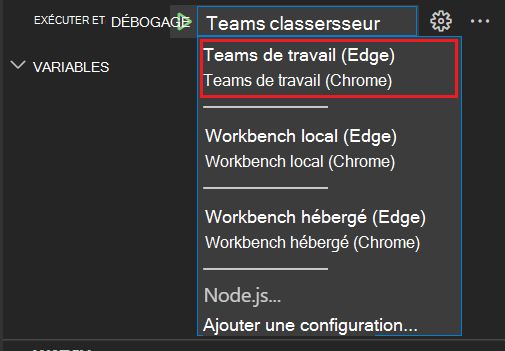 EXÉCUTER ET DÉBOGAGE Teams classersseur
VARIABLES
Teams de travail (Edge)
Teams de travail (Chrome)
Workbench local (Edge)
Workbench local (Chrome)
Workbench hébergé (Edge)
Workbench hébergé (Chrome)
Node.js...
Ajouter une configuration...